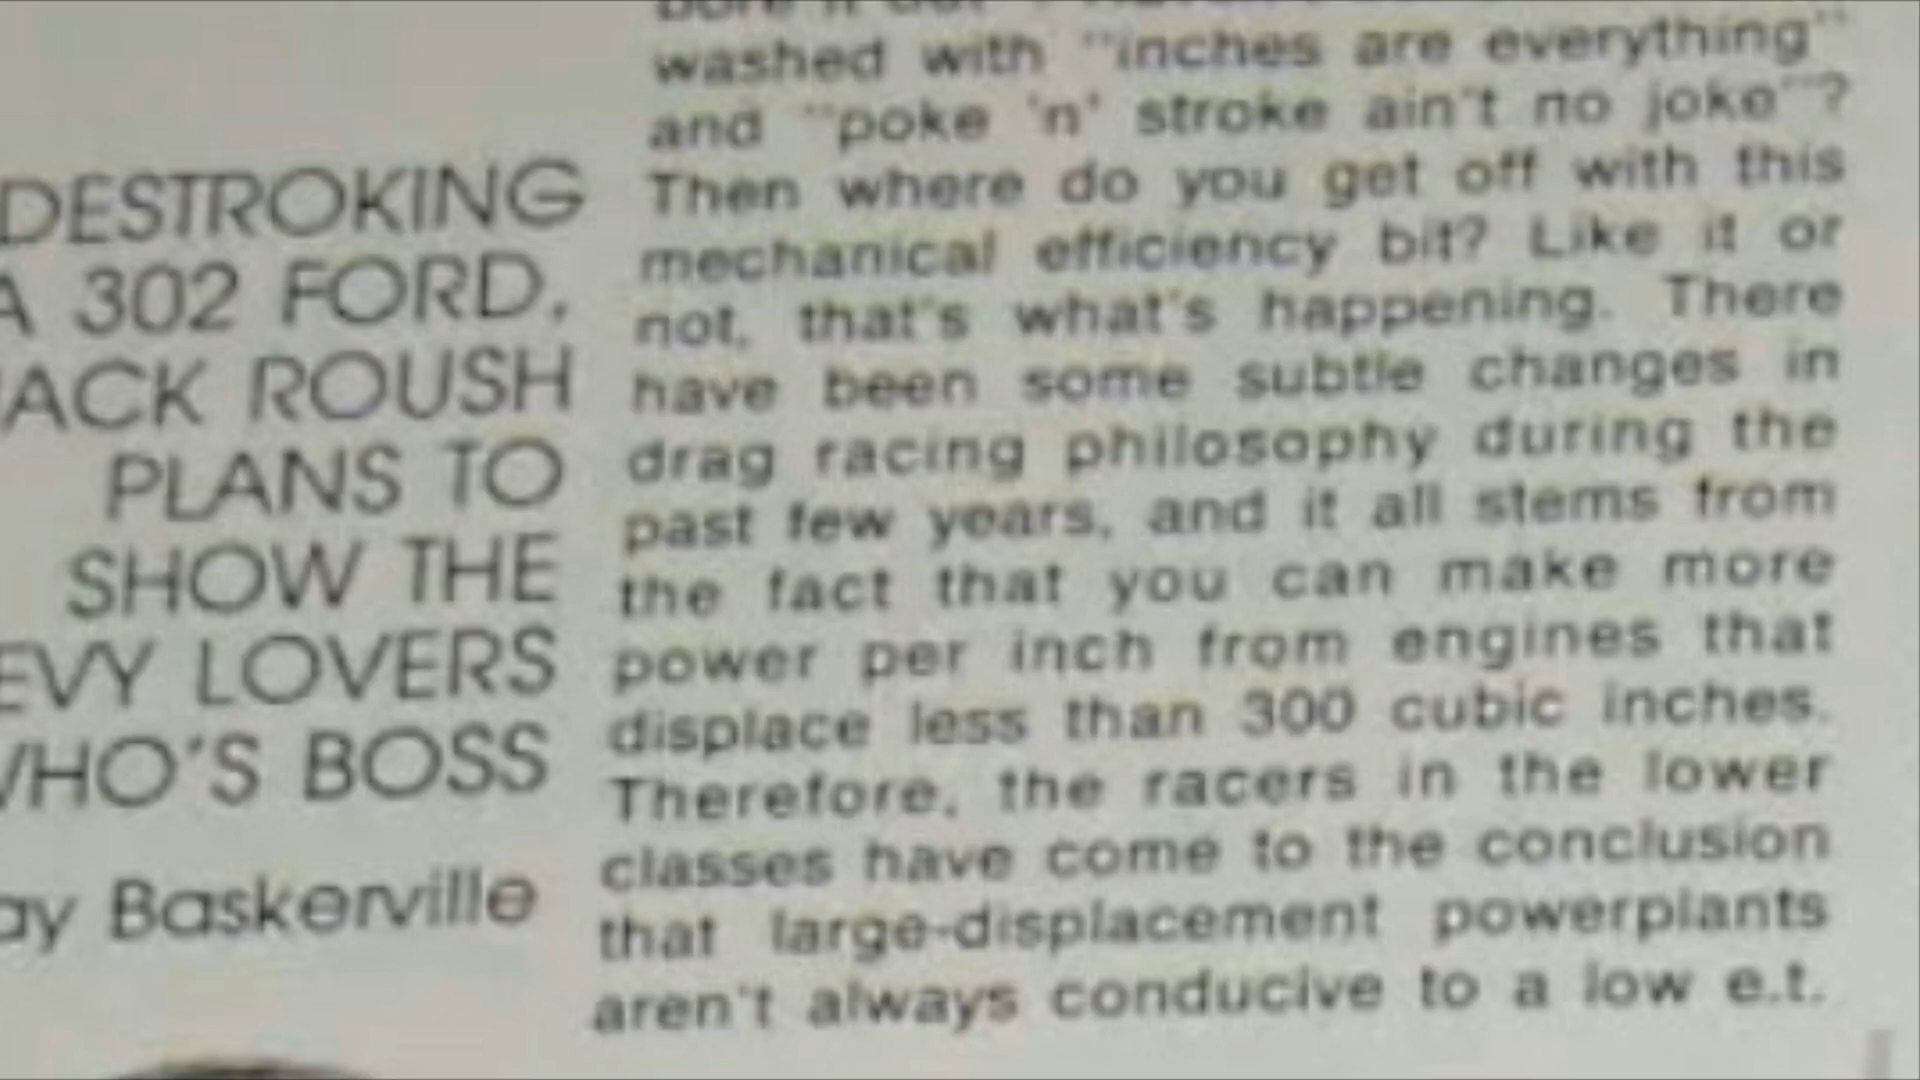 DESTROKING
A 302 FORD,
ACK ROUSH
PLANS TO
SHOW THE
EVY LOVERS
WHO'S BOSS
ay Baskerville
washed with "inches are everything"
and "poke 'n' stroke ain't no joke"?
Then where do you get off with this
mechanical efficiency bit? Like it or
not, that's what's happening. There
have been some subtle changes in
drag racing philosophy during the
past few years, and it all stems from
the fact that you can make more
power per inch from engines that
displace less than 300 cubic inches.
Therefore, the racers in the lower
classes have come to the conclusion
that large-displacement powerplants
aren't always conducive to a low e.t.